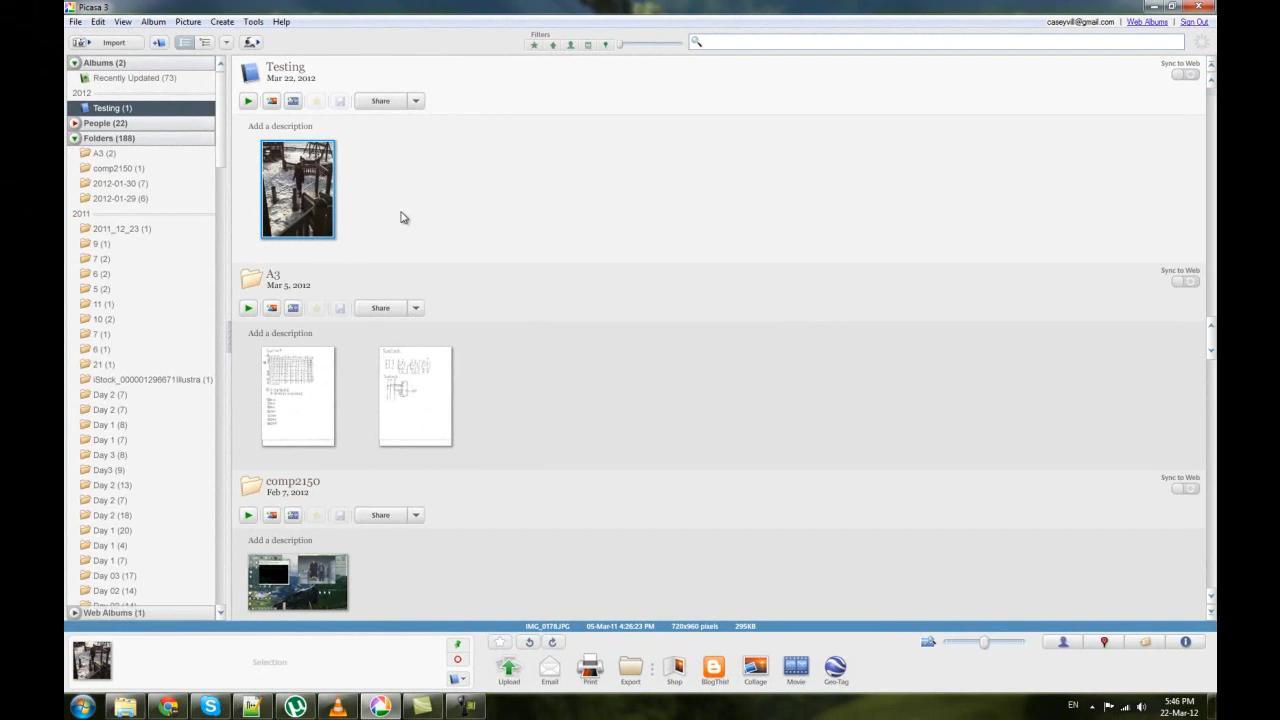 Picasa 3
File Edit View Album Picture Create Tools Help
caseyvill@gmail.com Web Albums Sign Out
Import
Filters
Albums (2)
Recently Updated (73)
2012
Testing (1)
People (22)
Folders (188)
A3 (2)
comp2150 (1)
2012-01-30 (7)
2012-01-29 (6)
2011
2011_12_23 (1)
9 (1)
7 (2)
6 (2)
5 (2)
11 (1)
10 (2)
7 (1)
6 (1)
21 (1)
iStock_000001296671Illustra (1)
Day 2 (7)
Day 2 (7)
Day 1 (8)
Day 1 (7)
Day 3 (8)
Day3 (9)
Day 2 (13)
Day 2 (7)
Day 2 (18)
Day 1 (20)
Day 1 (4)
Day 1 (7)
Day 03 (17)
Day 02 (14)
Day 02 (14)
Web Albums (1)
Testing
Mar 22, 2012
Sync to Web
Share
Add a description
A3
Mar 5, 2012
Sync to Web
Share
Add a description
comp2150
Feb 7, 2012
Sync to Web
Share
Add a description
IMG_0178.JPG 05-Mar-11 4:26:23 PM 720x960 pixels 295KB
Selection
Upload Email Print Export Shop BlogThis! Collage Movie Geo-Tag
EN
5:46 PM
22-Mar-12